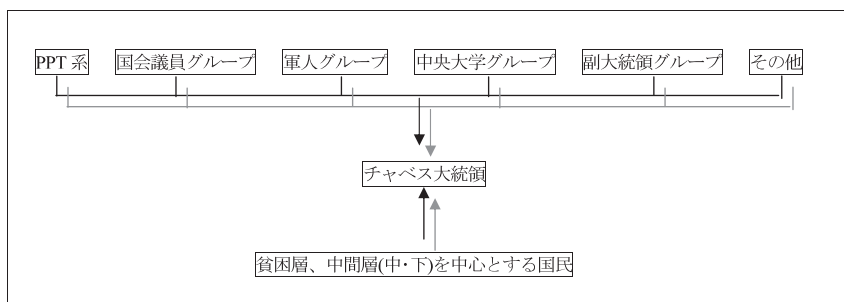 PPT 系 国会議員グループ 軍人グループ 中央大学グループ 副大統領グループ その他
チャベス大統領
貧困層、中間層(中・下)を中心とする国民